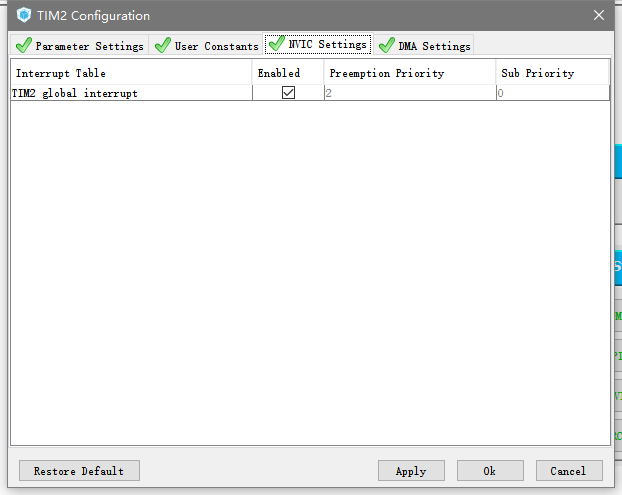 TIM2 Configuration
Parameter Settings User Constants NVIC Settings DMA Settings
Interrupt Table Enabled Preemption Priority Sub Priority
TIM2 global interrupt 2 0
Restore Default Apply Ok Cancel